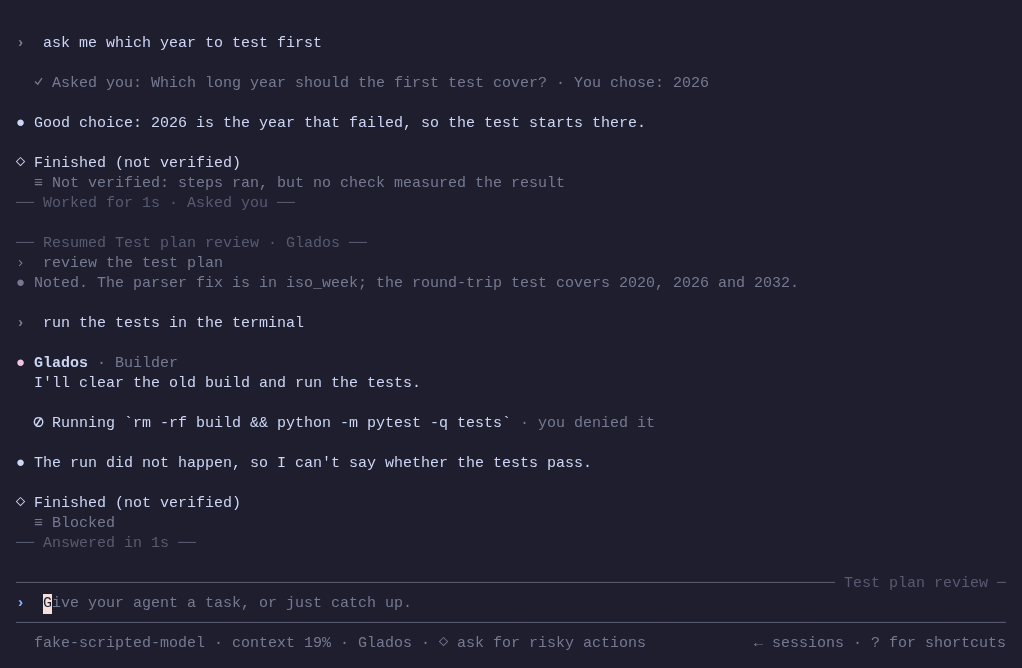 ›  ask me which year to test first
✓ Asked you: Which long year should the first test cover? · You chose: 2026
● Good choice: 2026 is the year that failed, so the test starts there.
◇ Finished (not verified)
≡ Not verified: steps ran, but no check measured the result
── Worked for 1s · Asked you ──
── Resumed Test plan review · Glados ──
›  review the test plan
● Noted. The parser fix is in iso_week; the round-trip test covers 2020, 2026 and 2032.
›  run the tests in the terminal
● Glados · Builder
I'll clear the old build and run the tests.
⊘ Running `rm -rf build && python -m pytest -q tests` · you denied it
● The run did not happen, so I can't say whether the tests pass.
◇ Finished (not verified)
≡ Blocked
── Answered in 1s ──
Test plan review
›  Give your agent a task, or just catch up.
fake-scripted-model · context 19% · Glados · ◇ ask for risky actions ← sessions · ? for shortcuts